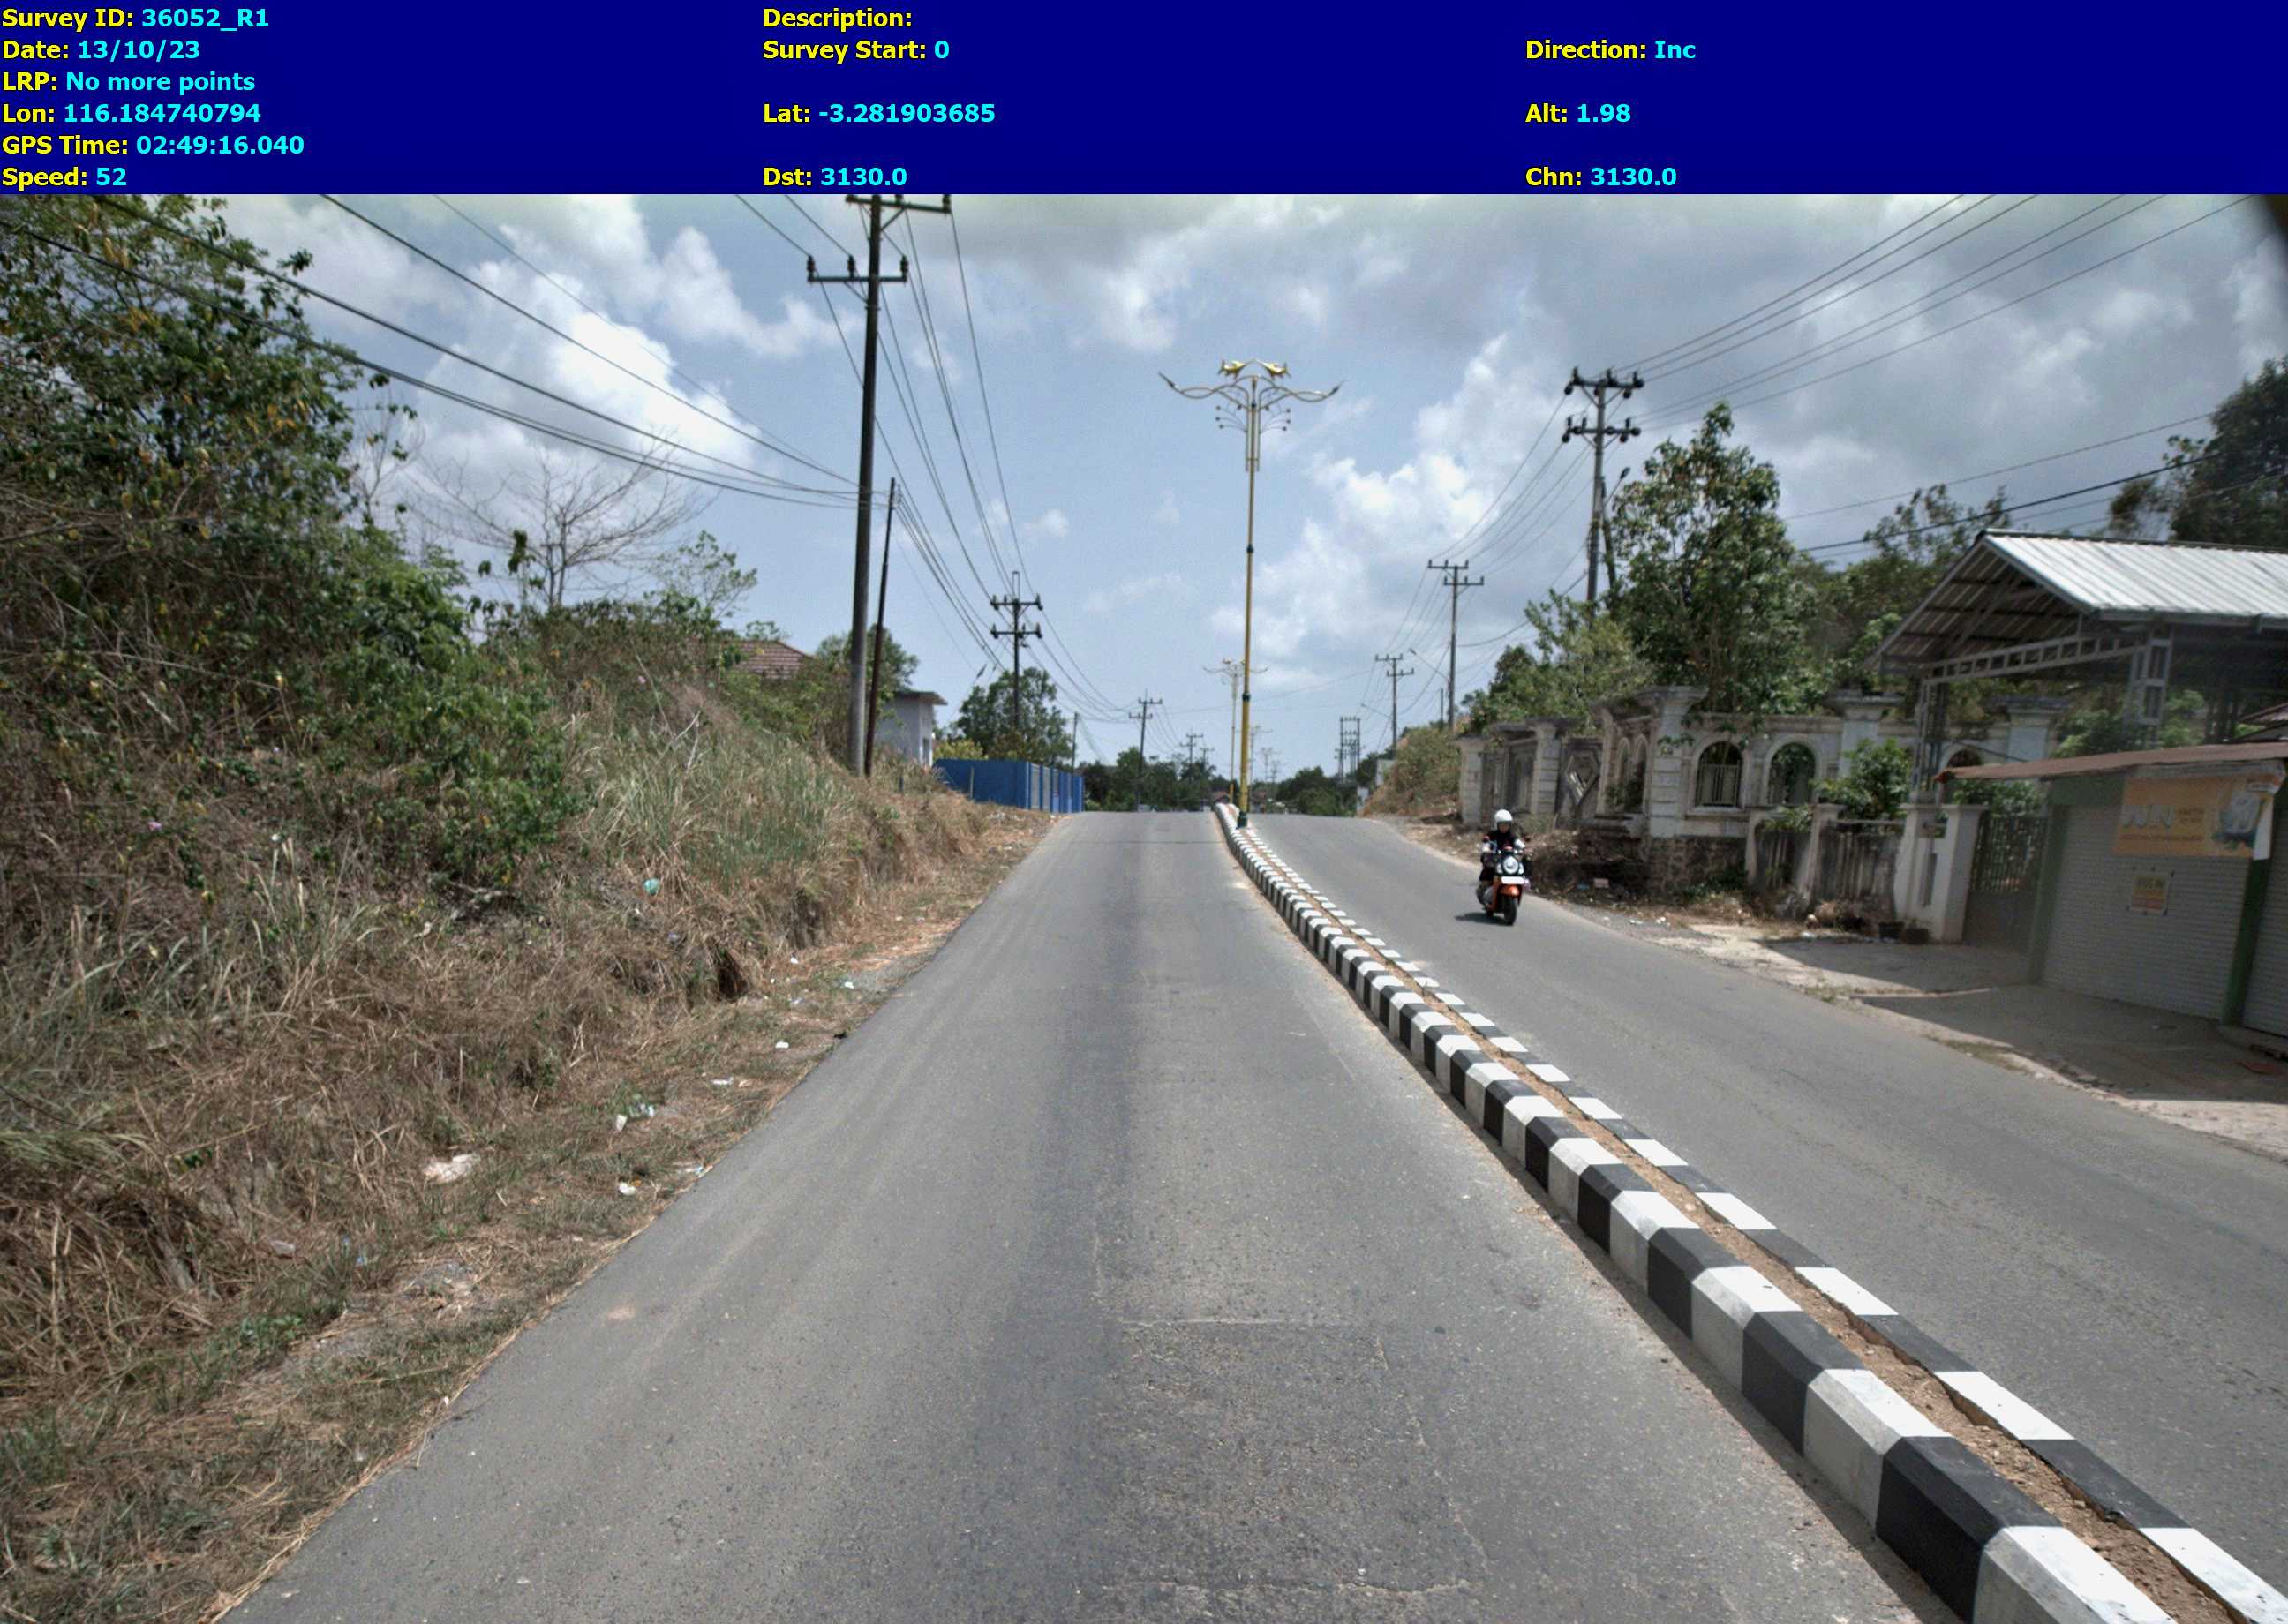 Survey ID: 36052_R1
Description:
Date: 13/10/23
Survey Start: 0
Direction: Inc
LRP: No more points
Lon: 116.184740794
Lat: -3.281903685
Alt: 1.98
GPS Time: 02:49:16.040
Speed: 52
Dst: 3130.0
Chn: 3130.0